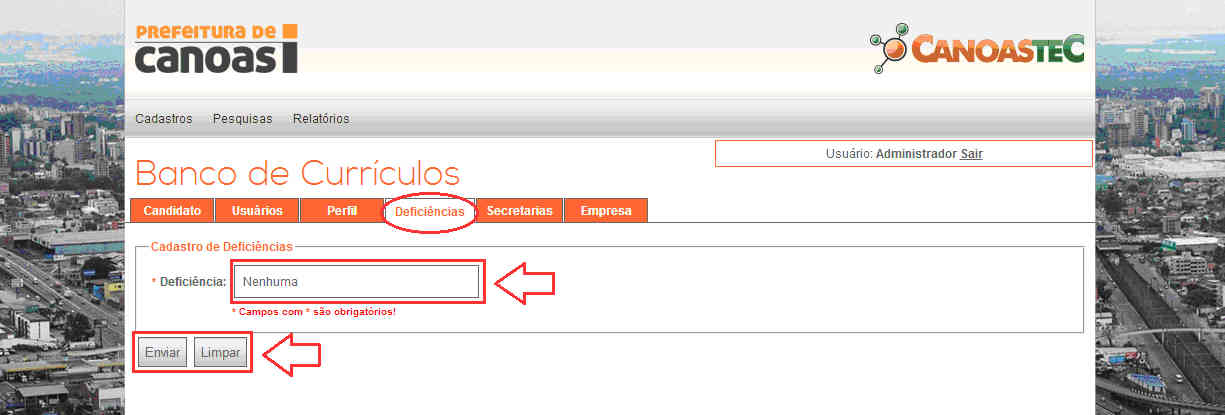 PREFEITURA DE
CANOAS
CANOASTEC
Cadastros Pesquisas Relatórios
Usuário: Administrador Sair
Banco de Currículos
Candidato Usuários Perfil Deficiências Secretarias Empresa
Cadastro de Deficiências
* Deficiência: Nenhuma
* Campos com * são obrigatórios!
Enviar Limpar